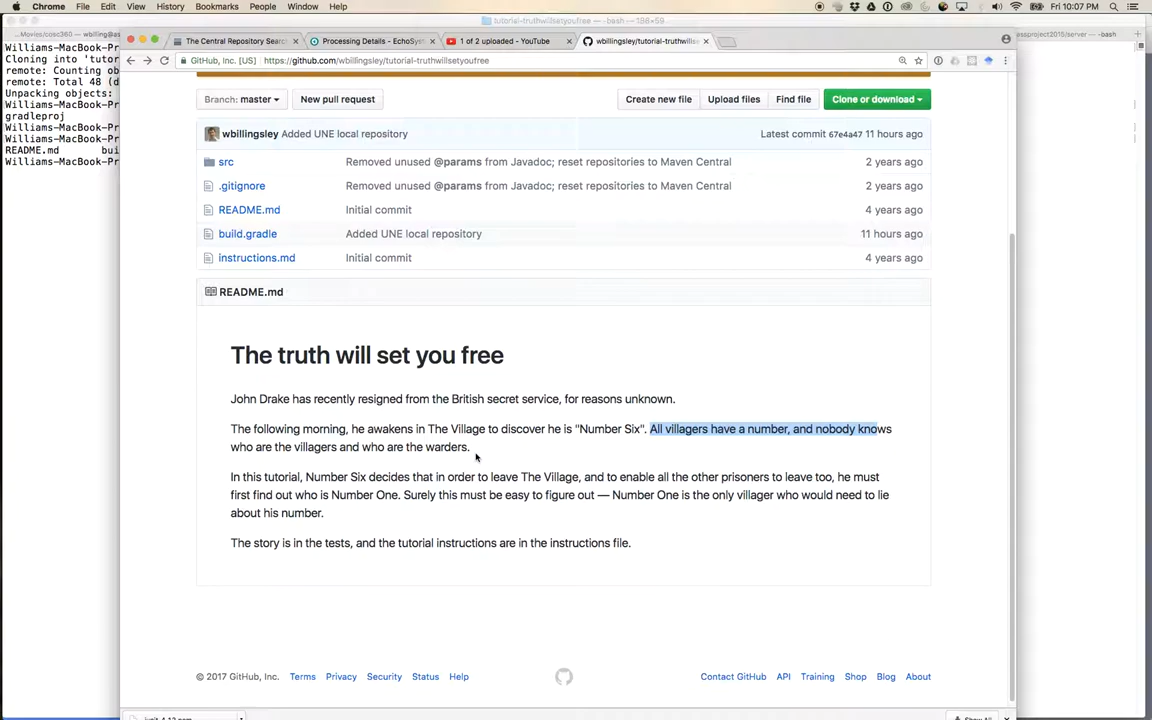 Chrome File Edit View History Bookmarks People Window Help
Fri 10:07 PM
tutorial-truthwillsetyoufree — -bash — 188×59
Williams-MacBook-Pr
Cloning into 'tutor
remote: Counting ob
remote: Total 48 (d
Unpacking objects:
Williams-MacBook-Pr
gradleproj
Williams-MacBook-Pr
Williams-MacBook-Pr
README.md bui
Williams-MacBook-Pr
The Central Repository Searc
Processing Details - EchoSyst
1 of 2 uploaded - YouTube
wbillingsley/tutorial-truthwills
GitHub, Inc. [US] https://github.com/wbillingsley/tutorial-truthwillsetyoufree
Branch: master New pull request Create new file Upload files Find file Clone or download
wbillingsley Added UNE local repository Latest commit 67e4a47 11 hours ago
src Removed unused @params from Javadoc; reset repositories to Maven Central 2 years ago
.gitignore Removed unused @params from Javadoc; reset repositories to Maven Central 2 years ago
README.md Initial commit 4 years ago
build.gradle Added UNE local repository 11 hours ago
instructions.md Initial commit 4 years ago
README.md
The truth will set you free
John Drake has recently resigned from the British secret service, for reasons unknown.
The following morning, he awakens in The Village to discover he is "Number Six". All villagers have a number, and nobody knows
who are the villagers and who are the warders.
In this tutorial, Number Six decides that in order to leave The Village, and to enable all the other prisoners to leave too, he must
first find out who is Number One. Surely this must be easy to figure out — Number One is the only villager who would need to lie
about his number.
The story is in the tests, and the tutorial instructions are in the instructions file.
© 2017 GitHub, Inc. Terms Privacy Security Status Help Contact GitHub API Training Shop Blog About